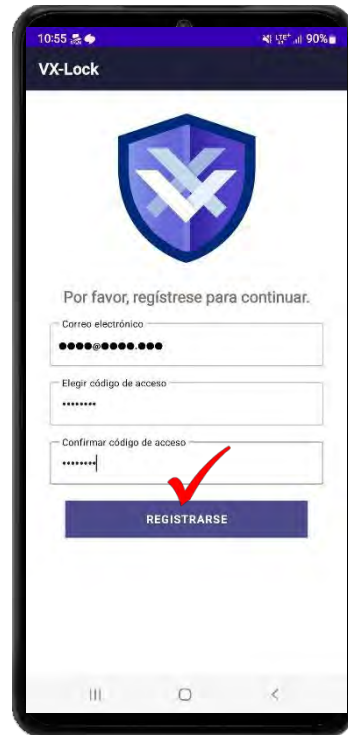 10:55 LTE+ 90%
VX-Lock
Por favor, regístrese para continuar.
Correo electrónico
●●●●@●●●●.●●●
Elegir código de acceso
••••••••
Confirmar código de acceso
••••••••
REGISTRARSE